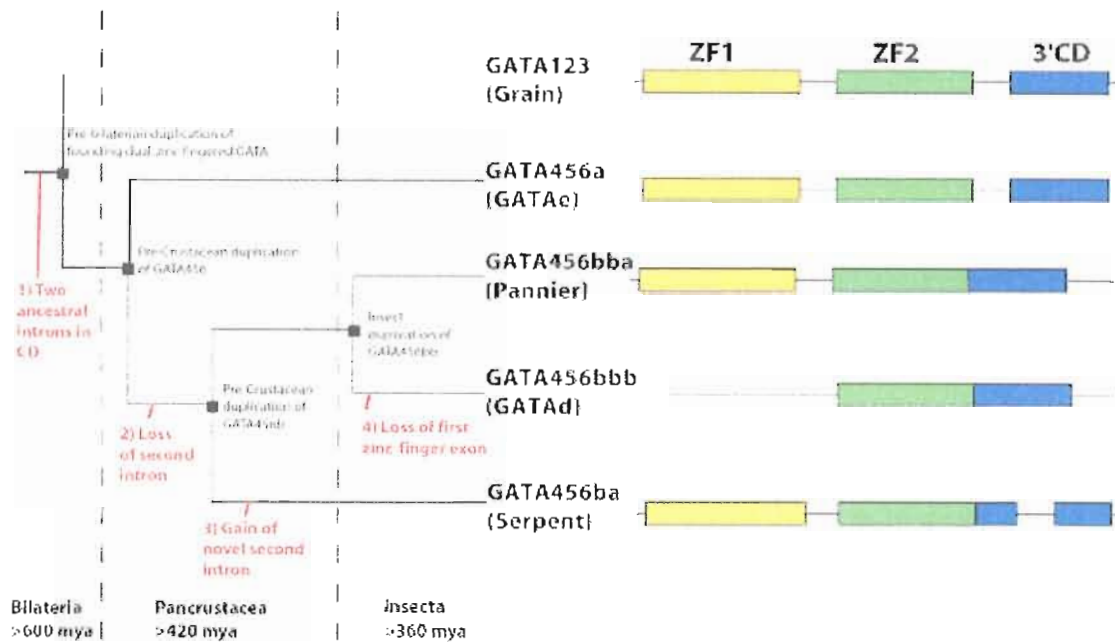 ZF1 ZF2 3'CD
GATA123
(Grain)
Pre-bilaterian duplication of
founding dual zinc fingered GATA
GATA456a
(GATAe)
Pre-Crustacean duplication
of GATA456
GATA456bba
(Pannier)
1) Two
ancestral
introns in
CD
Insect
duplication of
GATA456bb
GATA456bbb
(GATAd)
Pre-Crustacean
duplication of
GATA456b
2) Loss
of second
intron
4) Loss of first
zinc-finger exon
GATA456ba
(Serpent)
3) Gain of
novel second
intron
Bilateria
>600 mya
Pancrustacea
>420 mya
Insecta
>360 mya